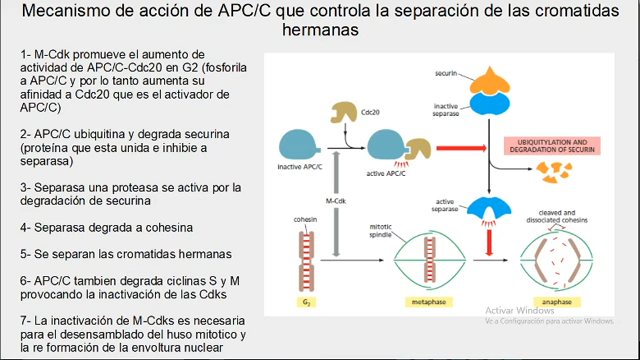 Mecanismo de acción de APC/C que controla la separación de las cromatidas
hermanas
1- M-Cdk promueve el aumento de
actividad de APC/C-Cdc20 en G2 (fosforila
a APC/C y por lo tanto aumenta su
afinidad a Cdc20 que es el activador de
APC/C)
2- APC/C ubiquitina y degrada securina
(proteína que esta unida e inhibie a
separasa)
3- Separasa una proteasa se activa por la
degradación de securina
4- Separasa degrada a cohesina
5- Se separan las cromatidas hermanas
6- APC/C tambien degrada ciclinas S y M
provocando la inactivación de las Cdks
7- La inactivación de M-Cdks es necesaria
para el desensamblado del huso mitotico y
la re formación de la envoltura nuclear
securin
inactive
separase
Cdc20
inactive APC/C
active APC/C
UBIQUITYLATION AND
DEGRADATION OF SECURIN
M-Cdk
active
separase
cohesin
mitotic
spindle
cleaved and
dissociated cohesins
G2
metaphase
anaphase
Activar Windows
Ve a Configuración para activar Windows.